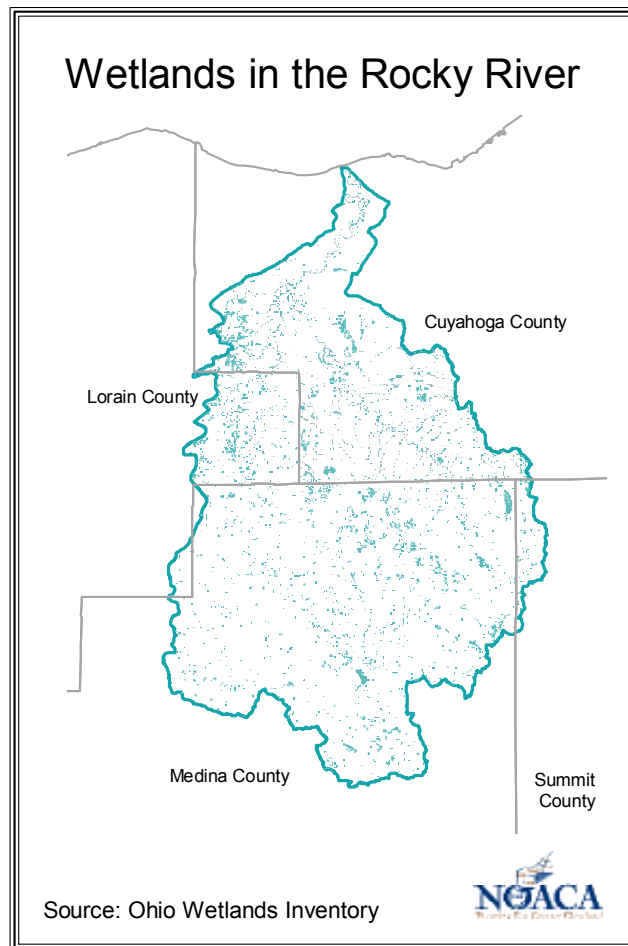 Wetlands in the Rocky River
Cuyahoga County
Lorain County
Medina County
Summit
County
NOACA
Source: Ohio Wetlands Inventory